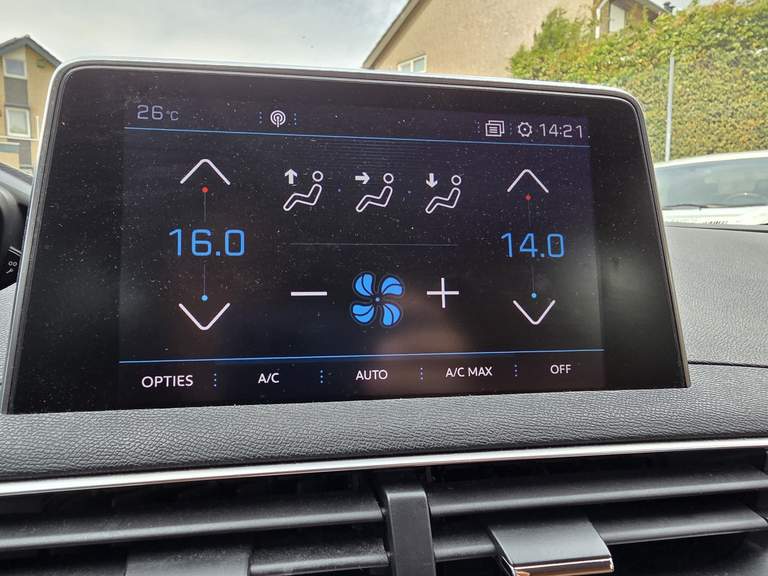 26°C 14:21
16.0 14.0
OPTIES A/C AUTO A/C MAX OFF